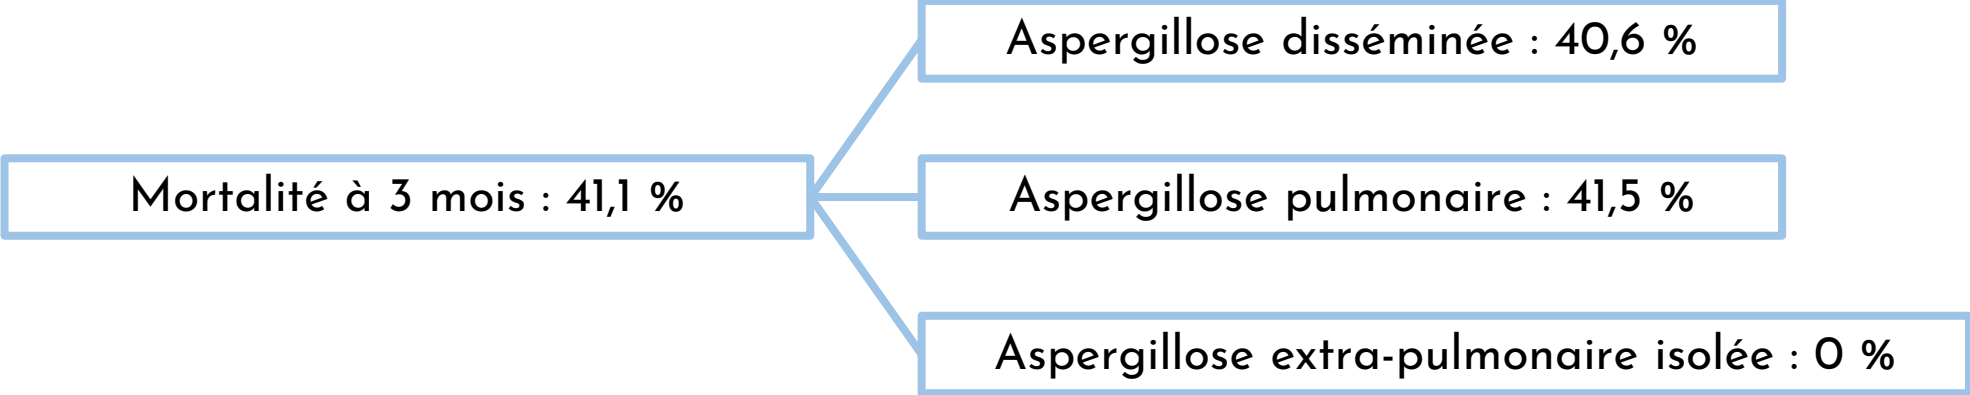 Aspergillose disséminée : 40,6 %
Mortalité à 3 mois : 41,1 %
Aspergillose pulmonaire : 41,5 %
Aspergillose extra-pulmonaire isolée : 0 %